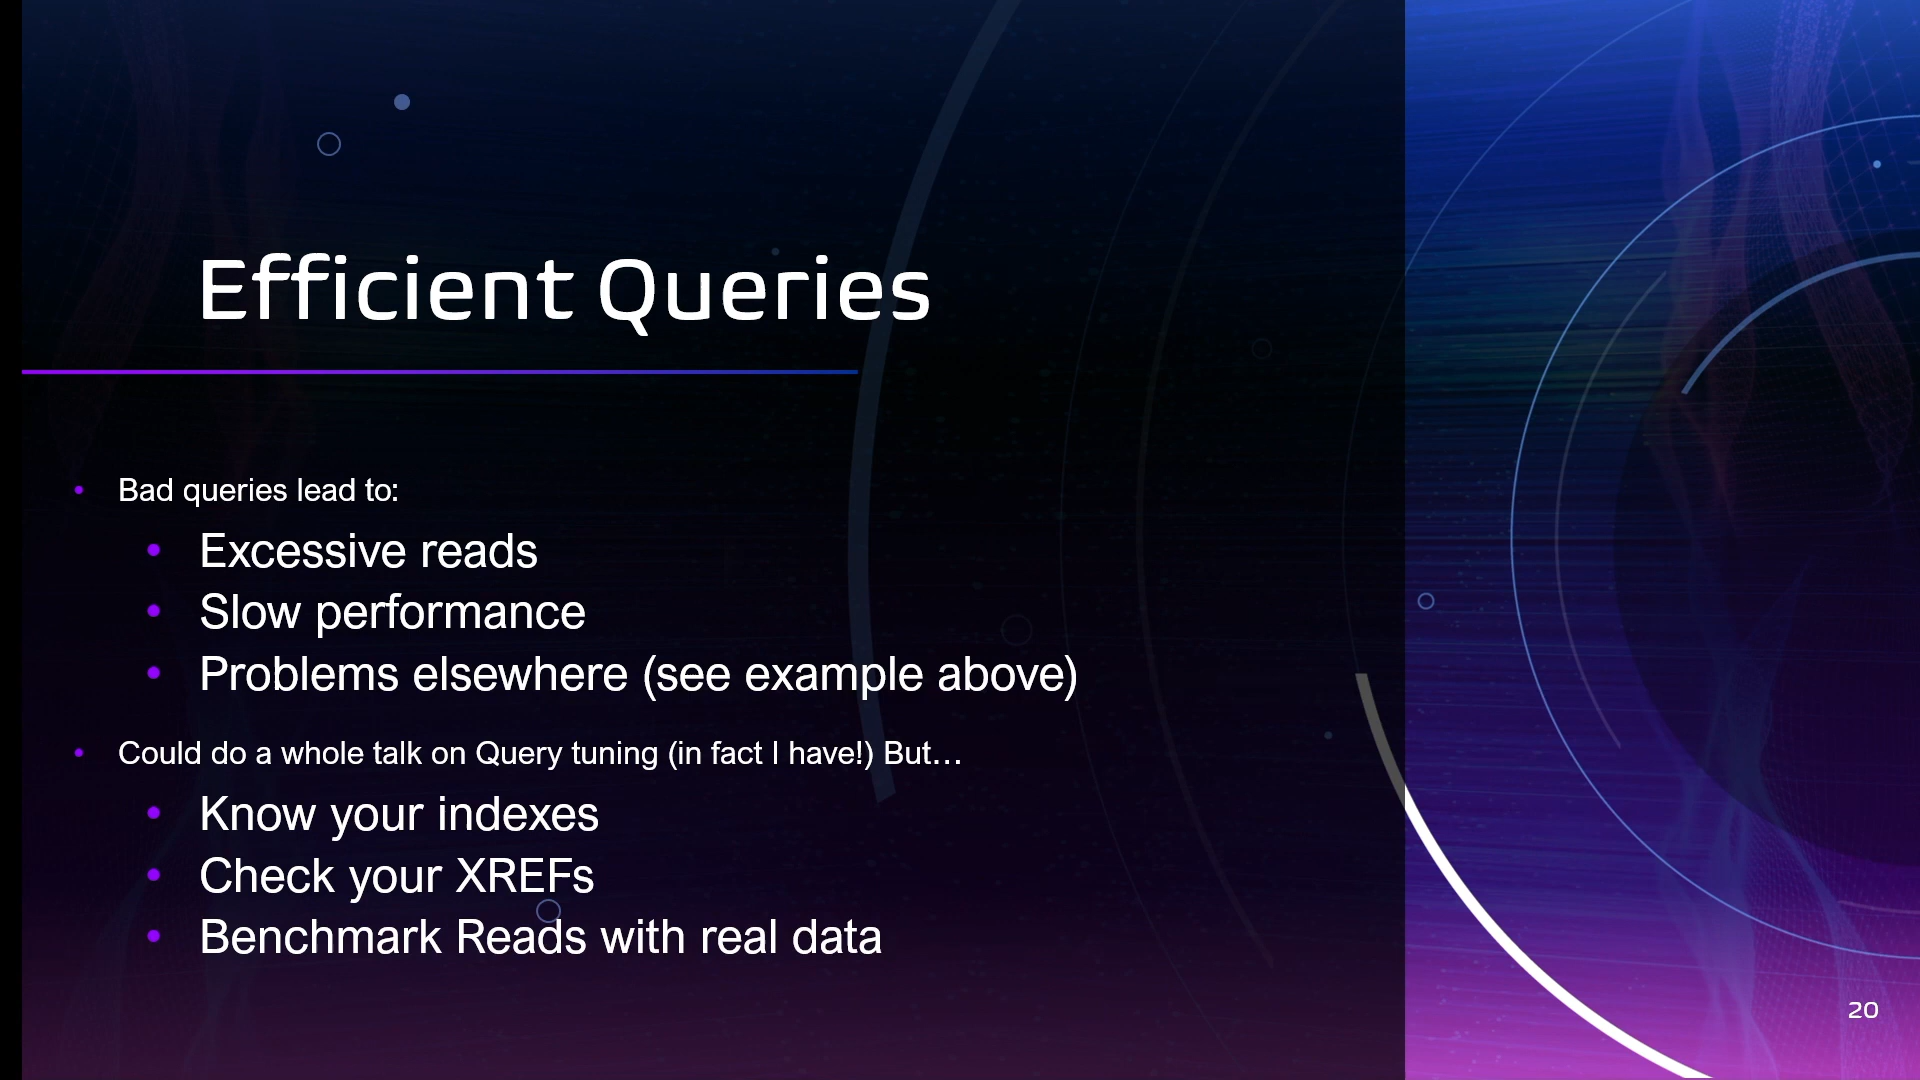 Efficient Queries
• Bad queries lead to:
• Excessive reads
• Slow performance
• Problems elsewhere (see example above)
• Could do a whole talk on Query tuning (in fact I have!) But…
• Know your indexes
• Check your XREFs
• Benchmark Reads with real data
20